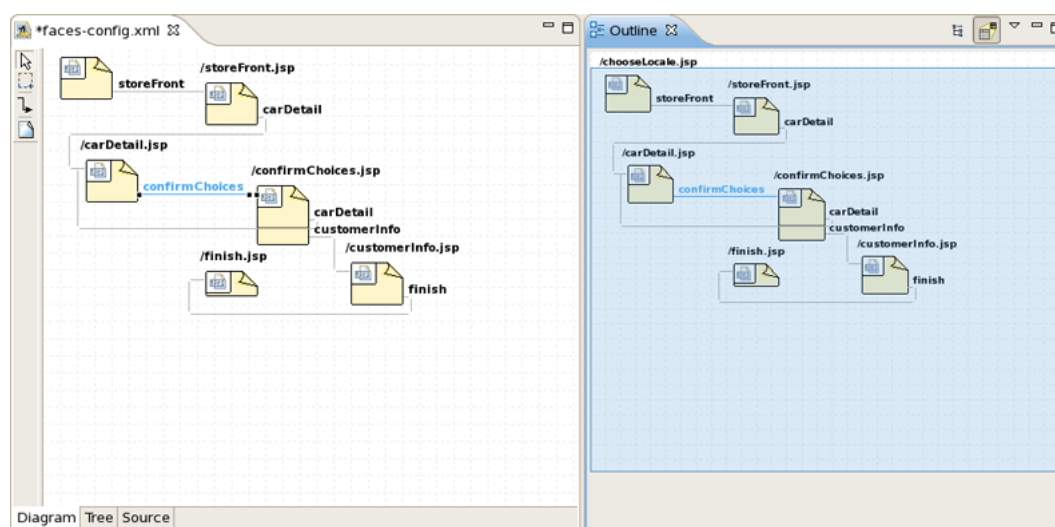 *faces-config.xml
/storeFront.jsp
storeFront
carDetail
/carDetail.jsp
confirmChoices
/confirmChoices.jsp
carDetail
customerInfo
/customerInfo.jsp
/finish.jsp
finish
Diagram Tree Source
Outline
/chooseLocale.jsp
/storeFront.jsp
storeFront
carDetail
/carDetail.jsp
confirmChoices
/confirmChoices.jsp
carDetail
customerInfo
/customerInfo.jsp
/finish.jsp
finish